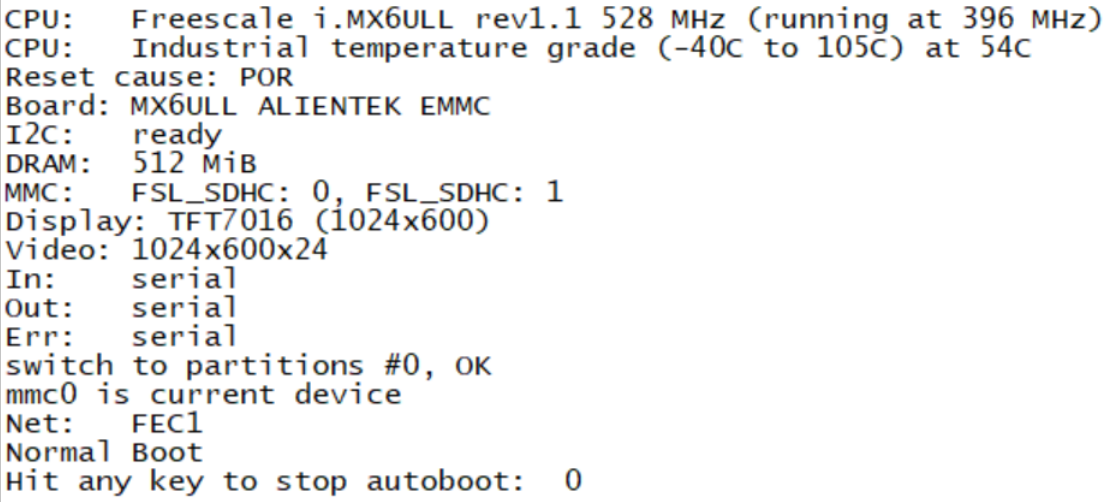 CPU:   Freescale i.MX6ULL rev1.1 528 MHz (running at 396 MHz)
CPU:   Industrial temperature grade (-40C to 105C) at 54C
Reset cause: POR
Board: MX6ULL ALIENTEK EMMC
I2C:   ready
DRAM:  512 MiB
MMC:   FSL_SDHC: 0, FSL_SDHC: 1
Display: TFT7016 (1024x600)
Video: 1024x600x24
In:    serial
Out:   serial
Err:   serial
switch to partitions #0, OK
mmc0 is current device
Net:   FEC1
Normal Boot
Hit any key to stop autoboot:  0